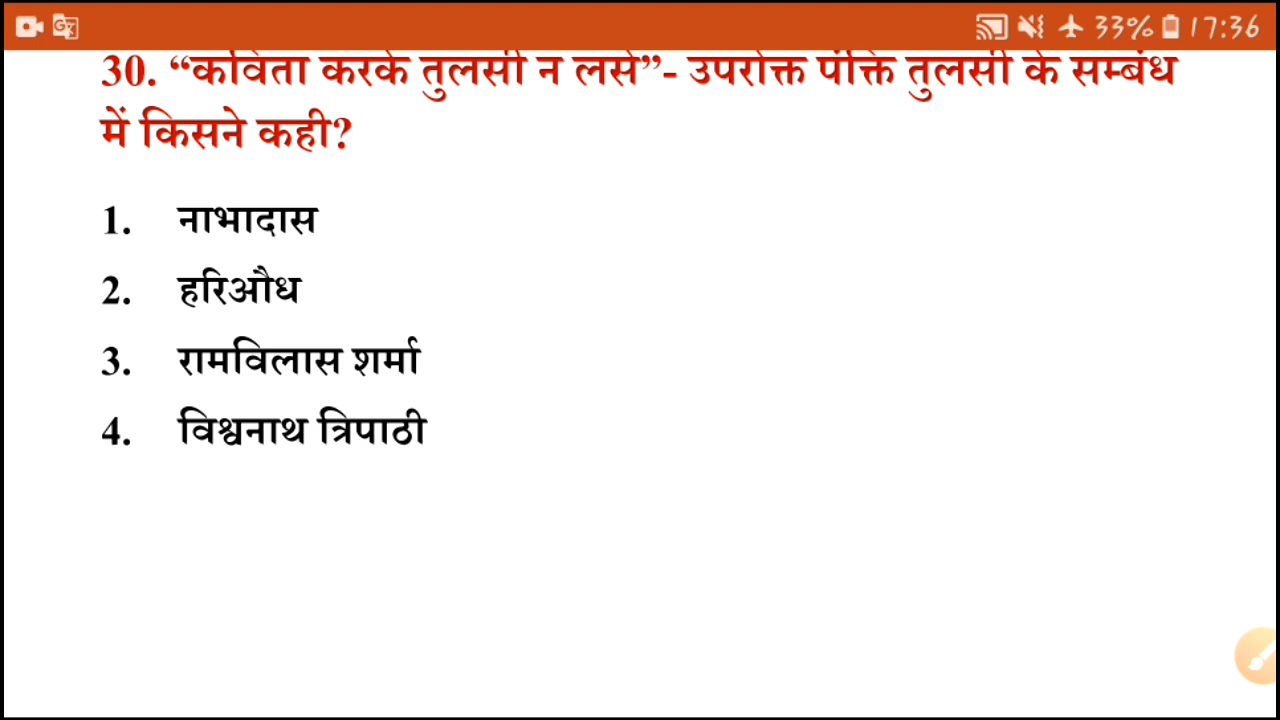 33% 17:36
30. “कविता करके तुलसी न लसे”- उपरोक्त पंक्ति तुलसी के सम्बंध
में किसने कही?
1. नाभादास
2. हरिऔध
3. रामविलास शर्मा
4. विश्वनाथ त्रिपाठी